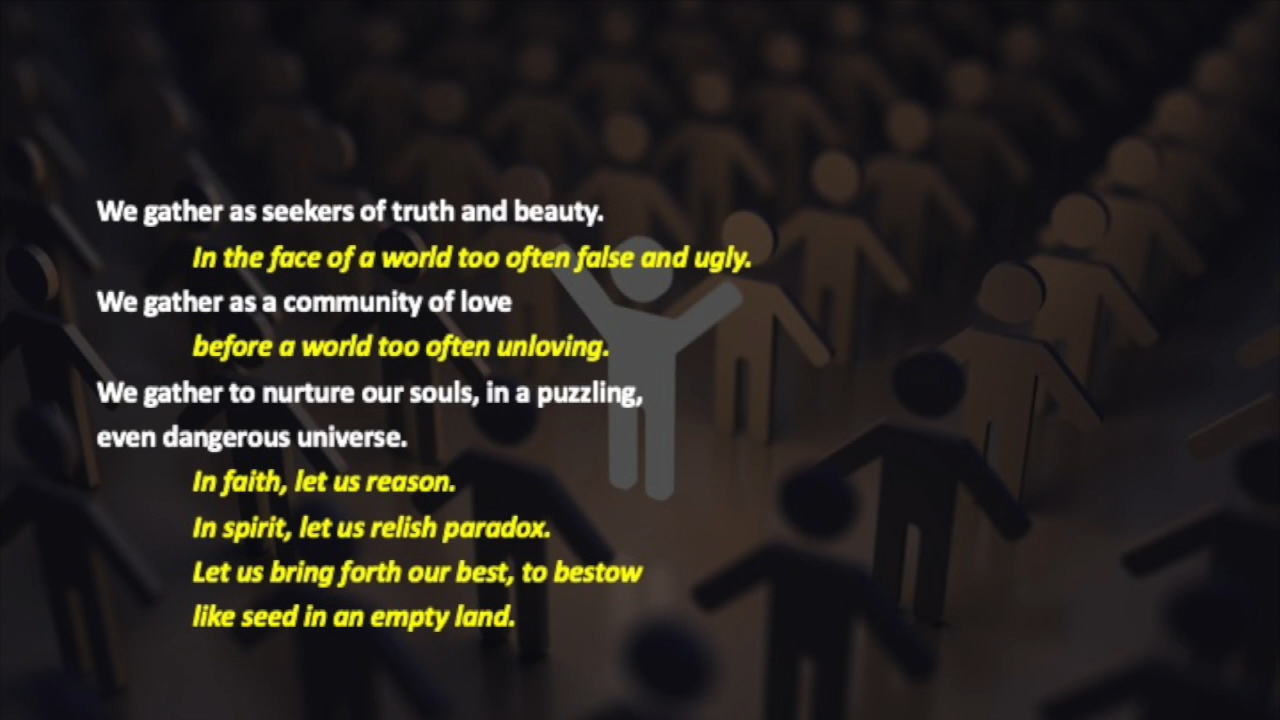 We gather as seekers of truth and beauty.
In the face of a world too often false and ugly.
We gather as a community of love
before a world too often unloving.
We gather to nurture our souls, in a puzzling,
even dangerous universe.
In faith, let us reason.
In spirit, let us relish paradox.
Let us bring forth our best, to bestow
like seed in an empty land.